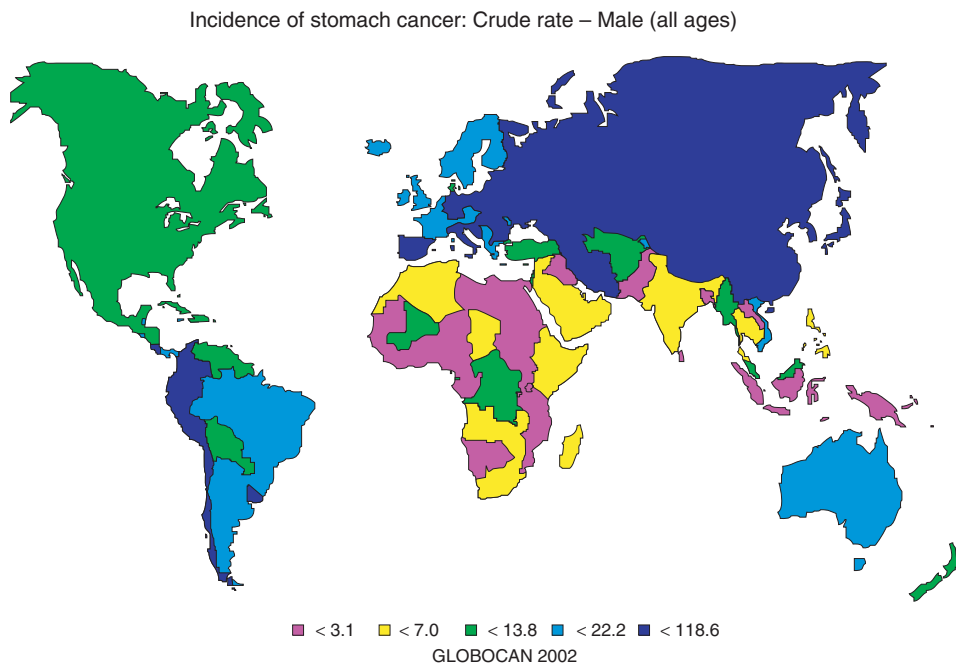 Incidence of stomach cancer: Crude rate – Male (all ages)
< 3.1 < 7.0 < 13.8 < 22.2 < 118.6
GLOBOCAN 2002